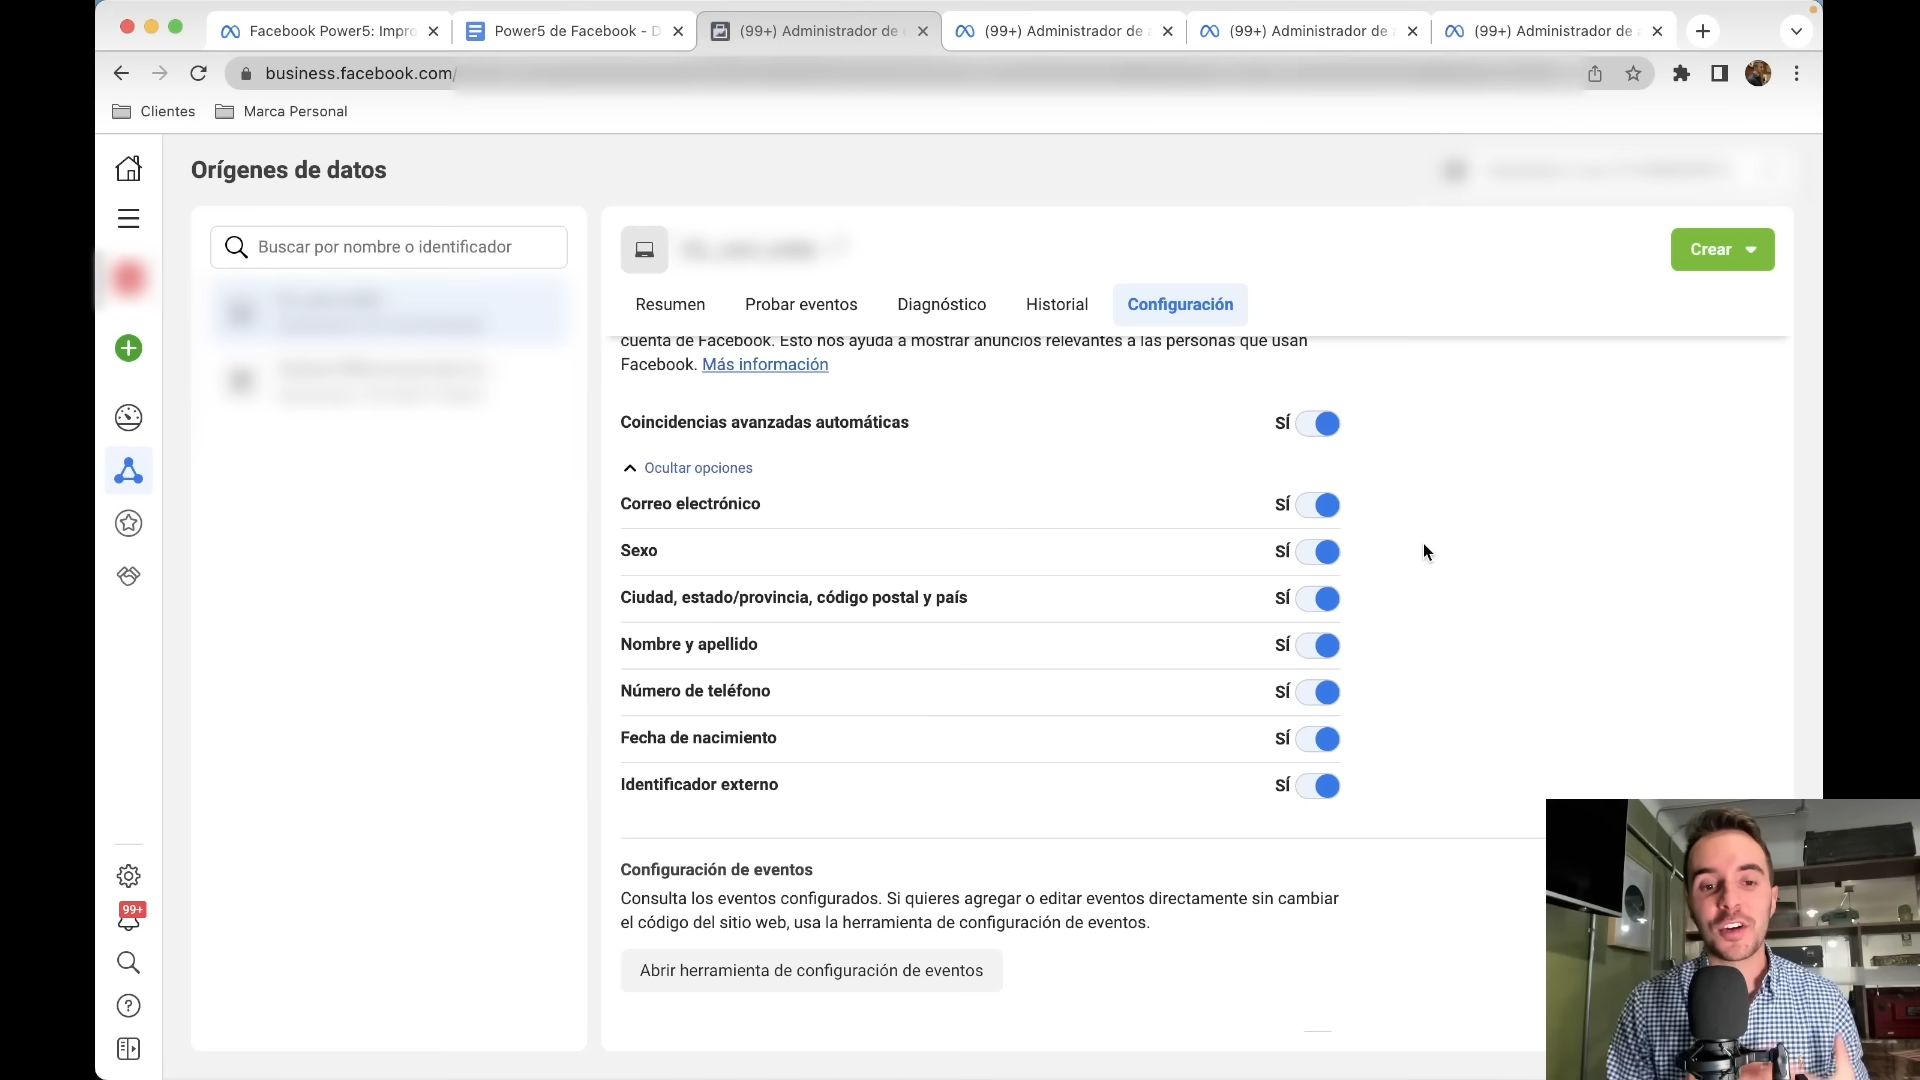 Facebook Power5: Impro
Power5 de Facebook - D
(99+) Administrador de
(99+) Administrador de a
(99+) Administrador de a
(99+) Administrador de a
business.facebook.com/
Clientes
Marca Personal
Orígenes de datos
Buscar por nombre o identificador
Crear
Resumen
Probar eventos
Diagnóstico
Historial
Configuración
cuenta de Facebook. Esto nos ayuda a mostrar anuncios relevantes a las personas que usan
Facebook. Más información
Coincidencias avanzadas automáticas SÍ
Ocultar opciones
Correo electrónico SÍ
Sexo SÍ
Ciudad, estado/provincia, código postal y país SÍ
Nombre y apellido SÍ
Número de teléfono SÍ
Fecha de nacimiento SÍ
Identificador externo SÍ
Configuración de eventos
Consulta los eventos configurados. Si quieres agregar o editar eventos directamente sin cambiar
el código del sitio web, usa la herramienta de configuración de eventos.
Abrir herramienta de configuración de eventos
99+